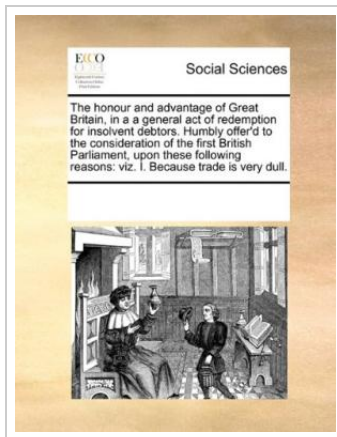 ECCO
Social Sciences
The honour and advantage of Great
Britain, in a a general act of redemption
for insolvent debtors. Humbly offer'd to
the consideration of the first British
Parliament, upon these following
reasons: viz. I. Because trade is very dull.